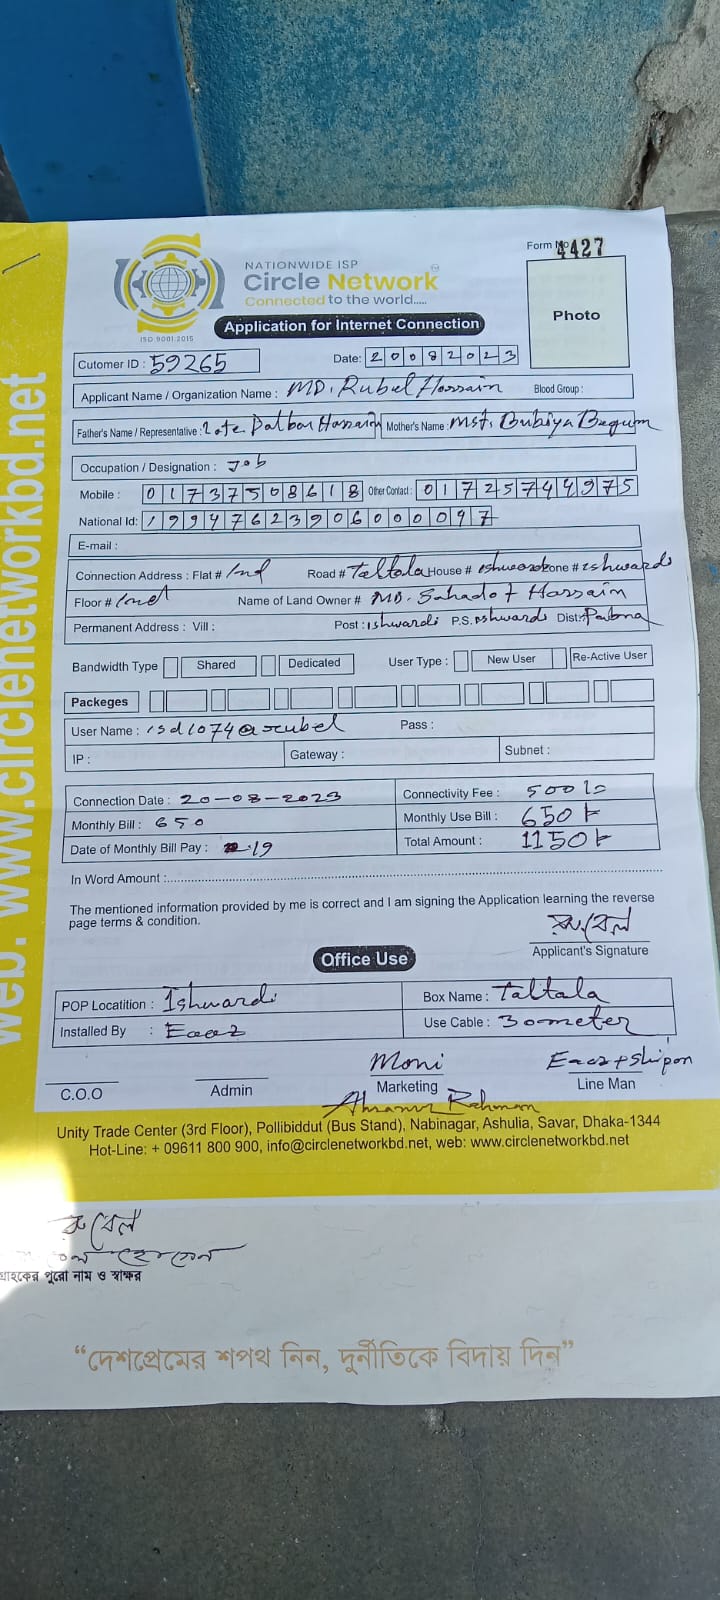 Form No 4427
NATIONWIDE ISP
Circle Network
Connected to the world.....
ISO 9001:2015
Application for Internet Connection
Photo
Cutomer ID : 59265 Date: 20082023
Applicant Name / Organization Name : MD. Rubel Hossain Blood Group :
Father's Name / Representative : Late Dalbar Hossain Mother's Name : Mst. Bubiya Begum
Occupation / Designation : Job
Mobile : 01737508618 Other Contact : 01725744975
National Id: 19947623906000097
E-mail :
Connection Address : Flat # 2nd Road # Taltola House # ishwardi Zone # ishwardi
Floor # 2nd Name of Land Owner # MD. Sahadot Hossain
Permanent Address : Vill : Post : ishwardi P.S. ishwardi Dist: Pabna
Bandwidth Type Shared Dedicated User Type : New User Re-Active User
Packeges
User Name : isd1074@rubel Pass :
IP : Gateway : Subnet :
Connection Date : 20-08-2023 Connectivity Fee : 500
Monthly Bill : 650 Monthly Use Bill : 650
Date of Monthly Bill Pay : 19 Total Amount : 1150
In Word Amount :
The mentioned information provided by me is correct and I am signing the Application learning the reverse
page terms & condition.
রুবেল
Applicant's Signature
Office Use
POP Locatition : Ishwardi Box Name : Taltala
Installed By : Eaaz Use Cable : 30 meter
Moni Eaaz + Shipon
C.O.O Admin Marketing Line Man
Rahman
Unity Trade Center (3rd Floor), Pollibiddut (Bus Stand), Nabinagar, Ashulia, Savar, Dhaka-1344
Hot-Line: + 09611 800 900, info@circlenetworkbd.net, web: www.circlenetworkbd.net
web: www.circlenetworkbd.net
রুবেল
হোসেন
গ্রাহকের পুরো নাম ও স্বাক্ষর
“দেশপ্রেমের শপথ নিন, দুর্নীতিকে বিদায় দিন”